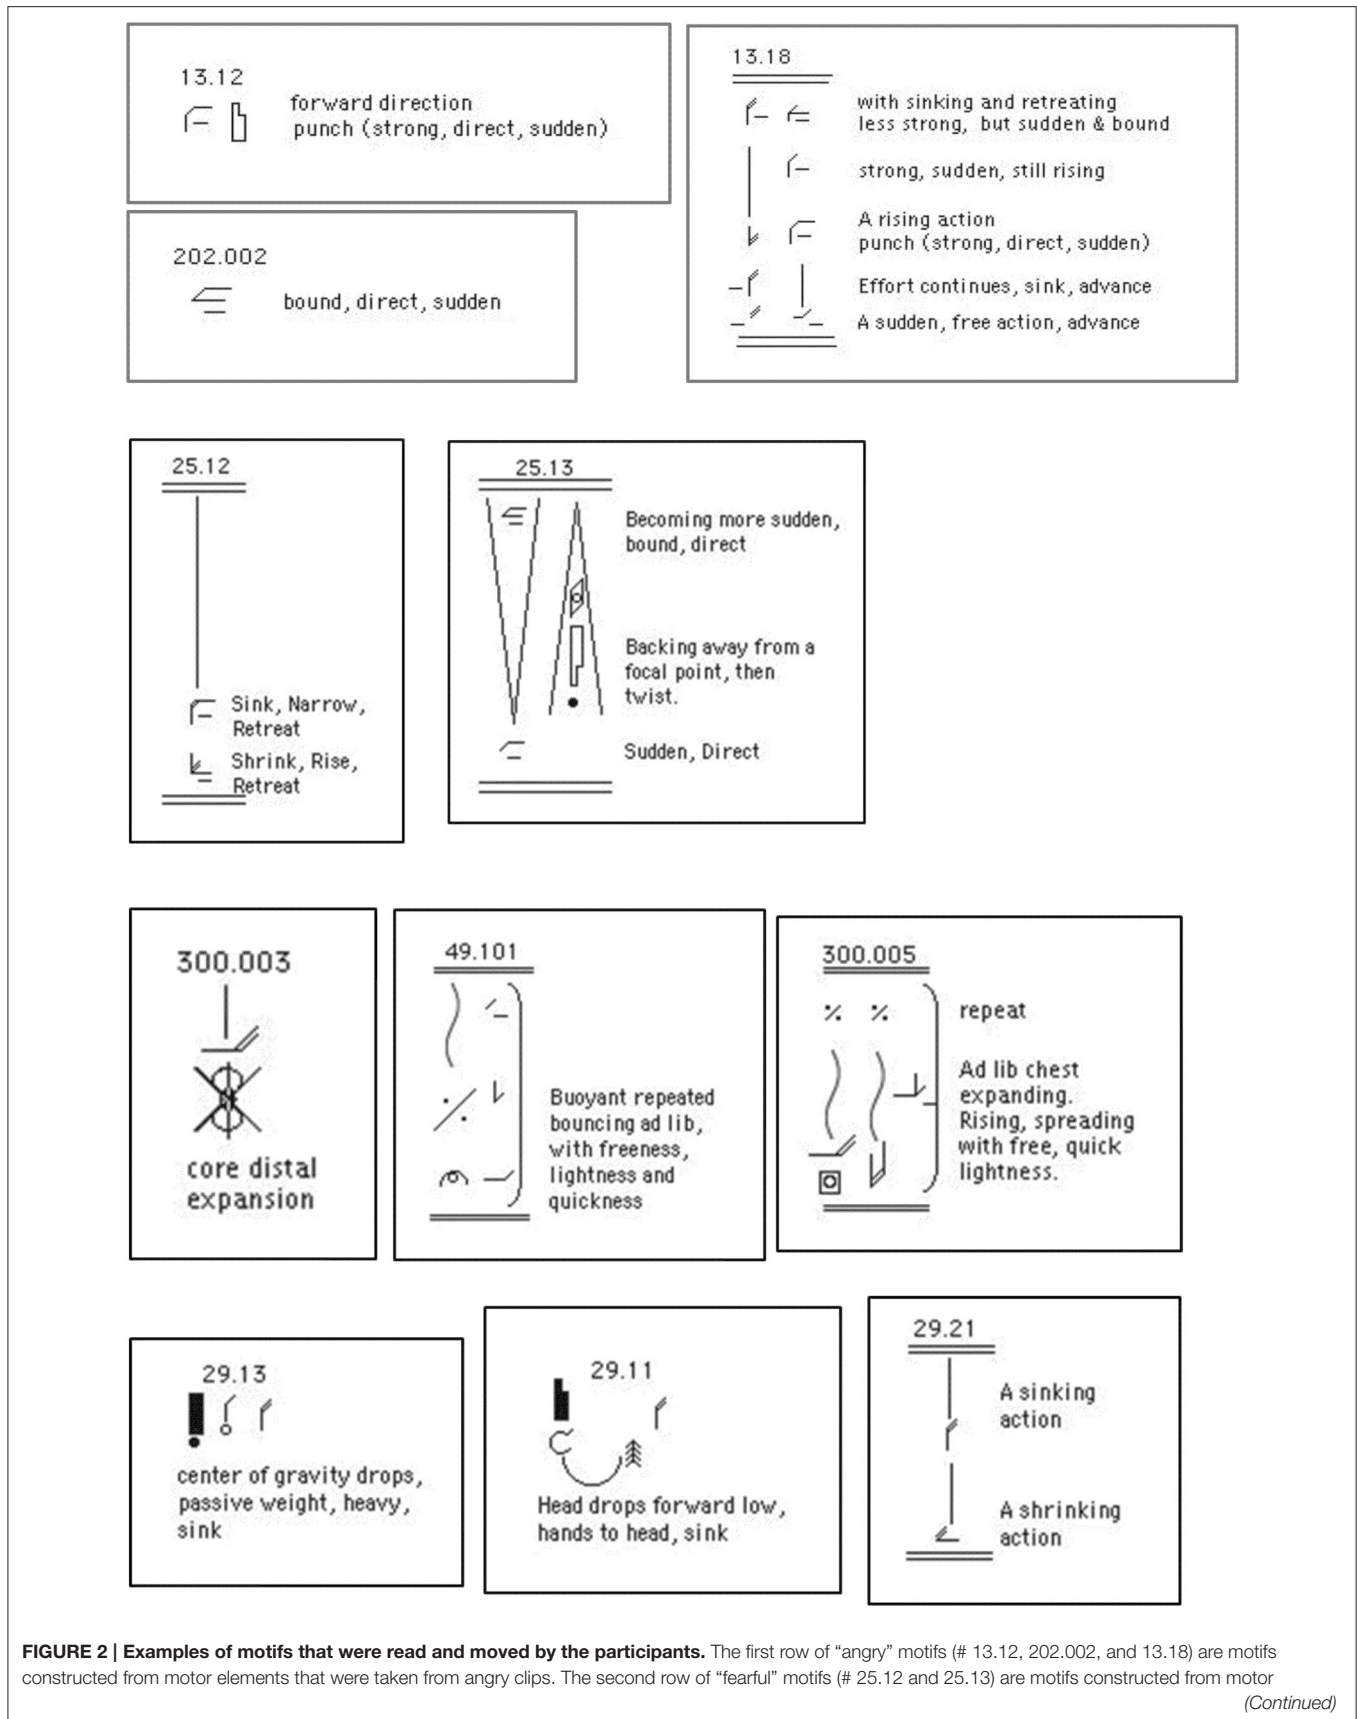 13.12
forward direction
punch (strong, direct, sudden)
202.002
bound, direct, sudden
13.18
with sinking and retreating
less strong, but sudden & bound
strong, sudden, still rising
A rising action
punch (strong, direct, sudden)
Effort continues, sink, advance
A sudden, free action, advance
25.12
Sink, Narrow,
Retreat
Shrink, Rise,
Retreat
25.13
Becoming more sudden,
bound, direct
Backing away from a
focal point, then
twist.
Sudden, Direct
300.003
core distal
expansion
49.101
Buoyant repeated
bouncing ad lib,
with freeness,
lightness and
quickness
300.005
repeat
Ad lib chest
expanding.
Rising, spreading
with free, quick
lightness.
29.13
center of gravity drops,
passive weight, heavy,
sink
29.11
Head drops forward low,
hands to head, sink
29.21
A sinking
action
A shrinking
action
FIGURE 2 | Examples of motifs that were read and moved by the participants. The first row of “angry” motifs (# 13.12, 202.002, and 13.18) are motifs
constructed from motor elements that were taken from angry clips. The second row of “fearful” motifs (# 25.12 and 25.13) are motifs constructed from motor
(Continued)